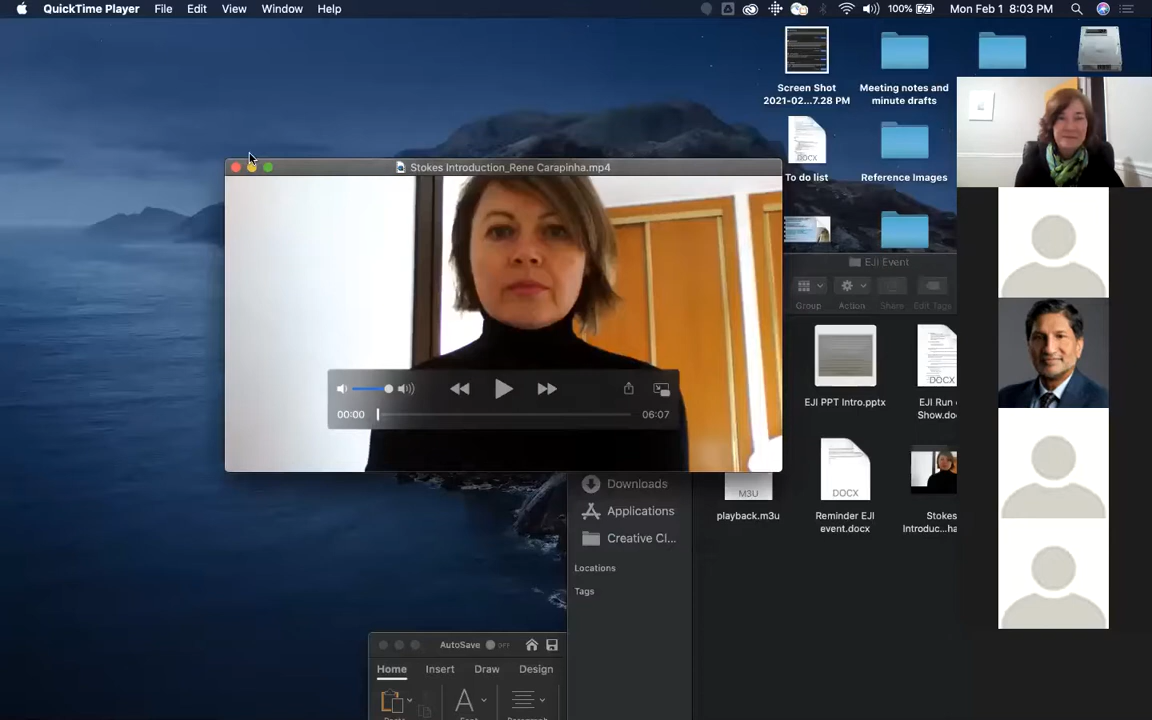 QuickTime Player File Edit View Window Help
100% Mon Feb 1 8:03 PM
Screen Shot
2021-02...7.28 PM
Meeting notes and
minute drafts
Stokes Introduction_Rene Carapinha.mp4
DOCX
To do list
Reference Images
EJI Event
Group
Action
Share
Edit Tags
00:00
06:07
DOCX
EJI PPT Intro.pptx
EJI Run
Show.do
Downloads
Applications
Creative Cl...
Locations
Tags
M3U
playback.m3u
DOCX
Reminder EJI
event.docx
Stokes
Introduc...ha
AutoSave OFF
Home Insert Draw Design